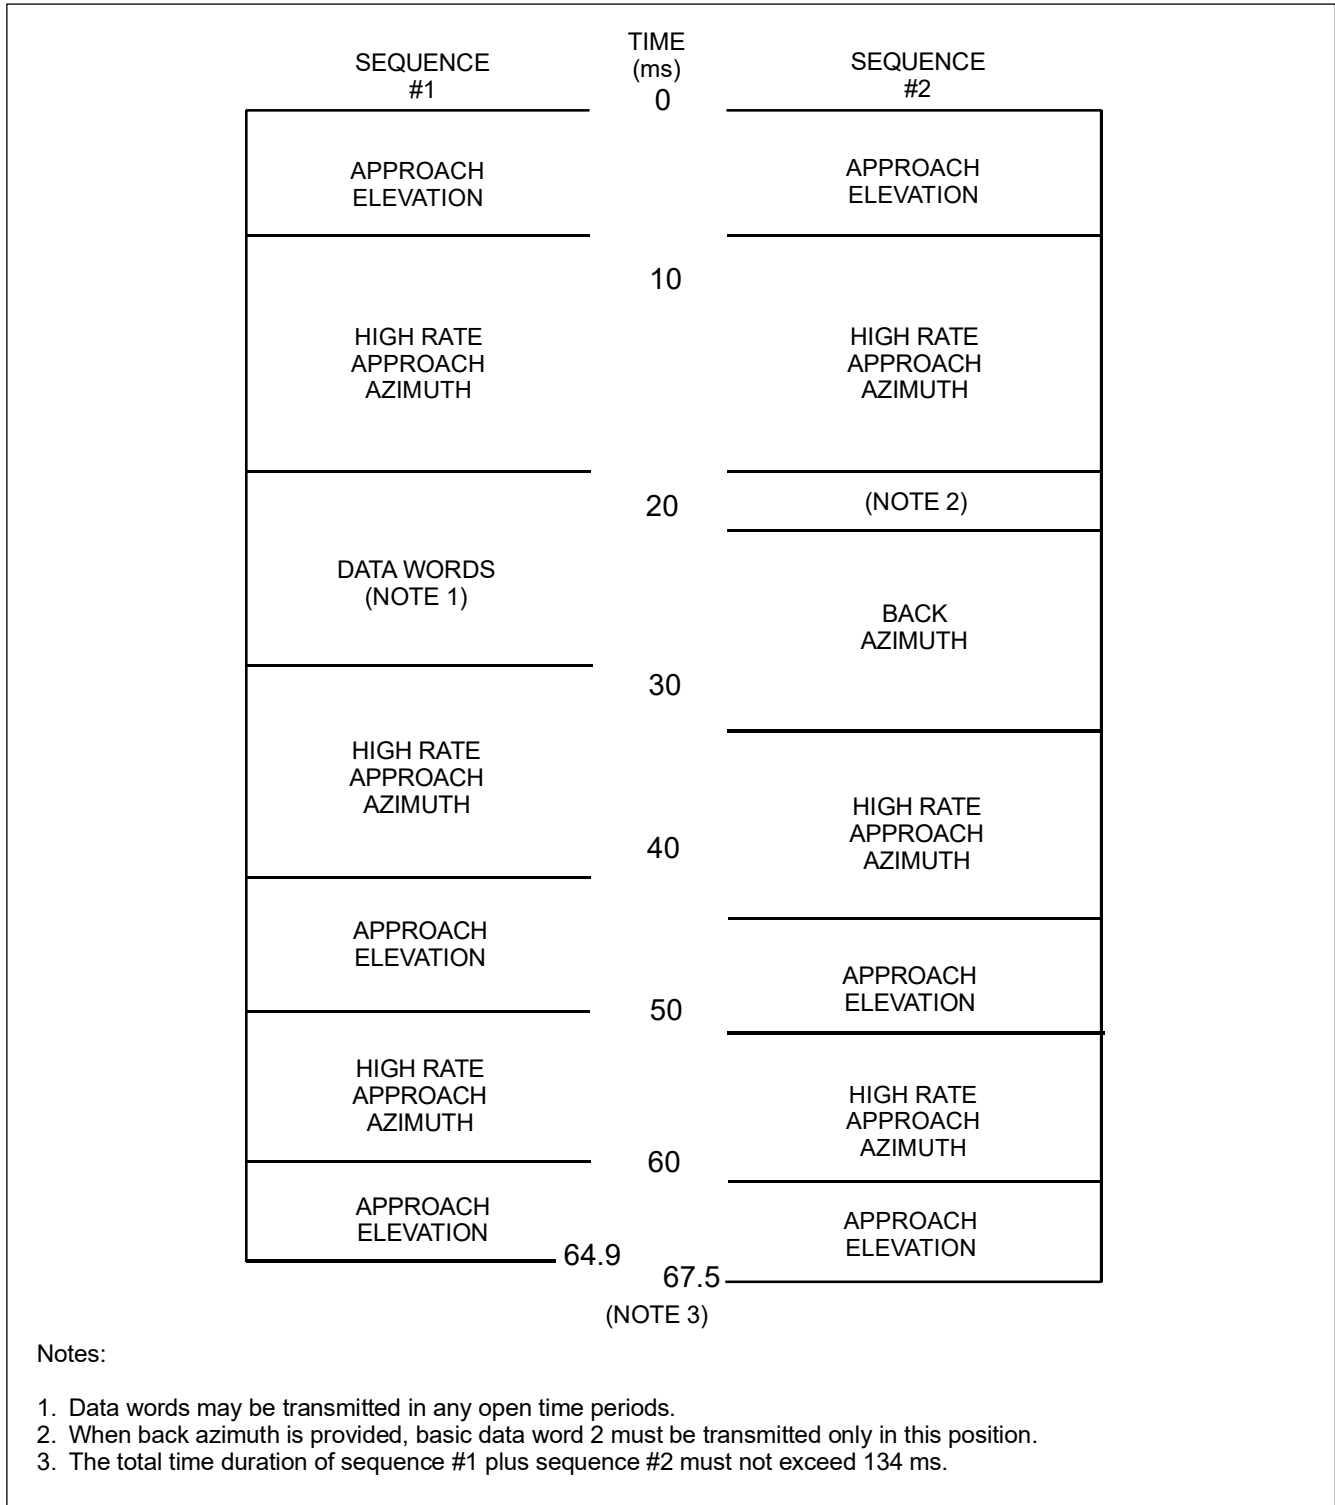 SEQUENCE
#1
TIME
(ms)
0
SEQUENCE
#2
APPROACH
ELEVATION
APPROACH
ELEVATION
10
HIGH RATE
APPROACH
AZIMUTH
HIGH RATE
APPROACH
AZIMUTH
20
(NOTE 2)
DATA WORDS
(NOTE 1)
BACK
AZIMUTH
30
HIGH RATE
APPROACH
AZIMUTH
HIGH RATE
APPROACH
AZIMUTH
40
APPROACH
ELEVATION
APPROACH
ELEVATION
50
HIGH RATE
APPROACH
AZIMUTH
HIGH RATE
APPROACH
AZIMUTH
60
APPROACH
ELEVATION
APPROACH
ELEVATION
64.9
67.5
(NOTE 3)
Notes:
1. Data words may be transmitted in any open time periods.
2. When back azimuth is provided, basic data word 2 must be transmitted only in this position.
3. The total time duration of sequence #1 plus sequence #2 must not exceed 134 ms.